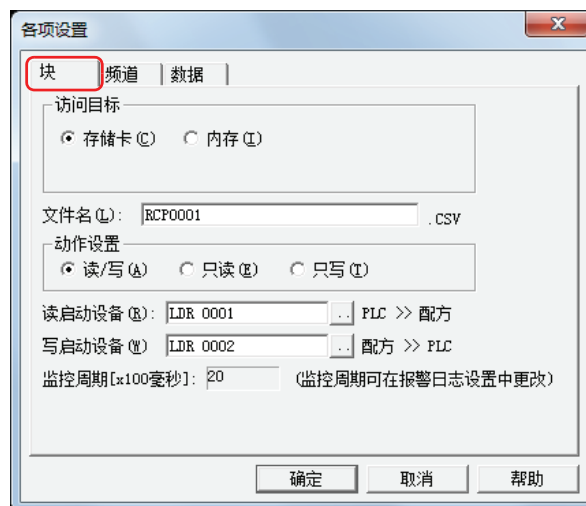 各项设置
块 频道 数据
访问目标
存储卡(C) 内存(I)
文件名(L): RCP0001 .CSV
动作设置
读/写(A) 只读(E) 只写(T)
读启动设备(R): LDR 0001 .. PLC >> 配方
写启动设备(W) LDR 0002 .. 配方 >> PLC
监控周期[x100毫秒]: 20 (监控周期可在报警日志设置中更改)
确定 取消 帮助